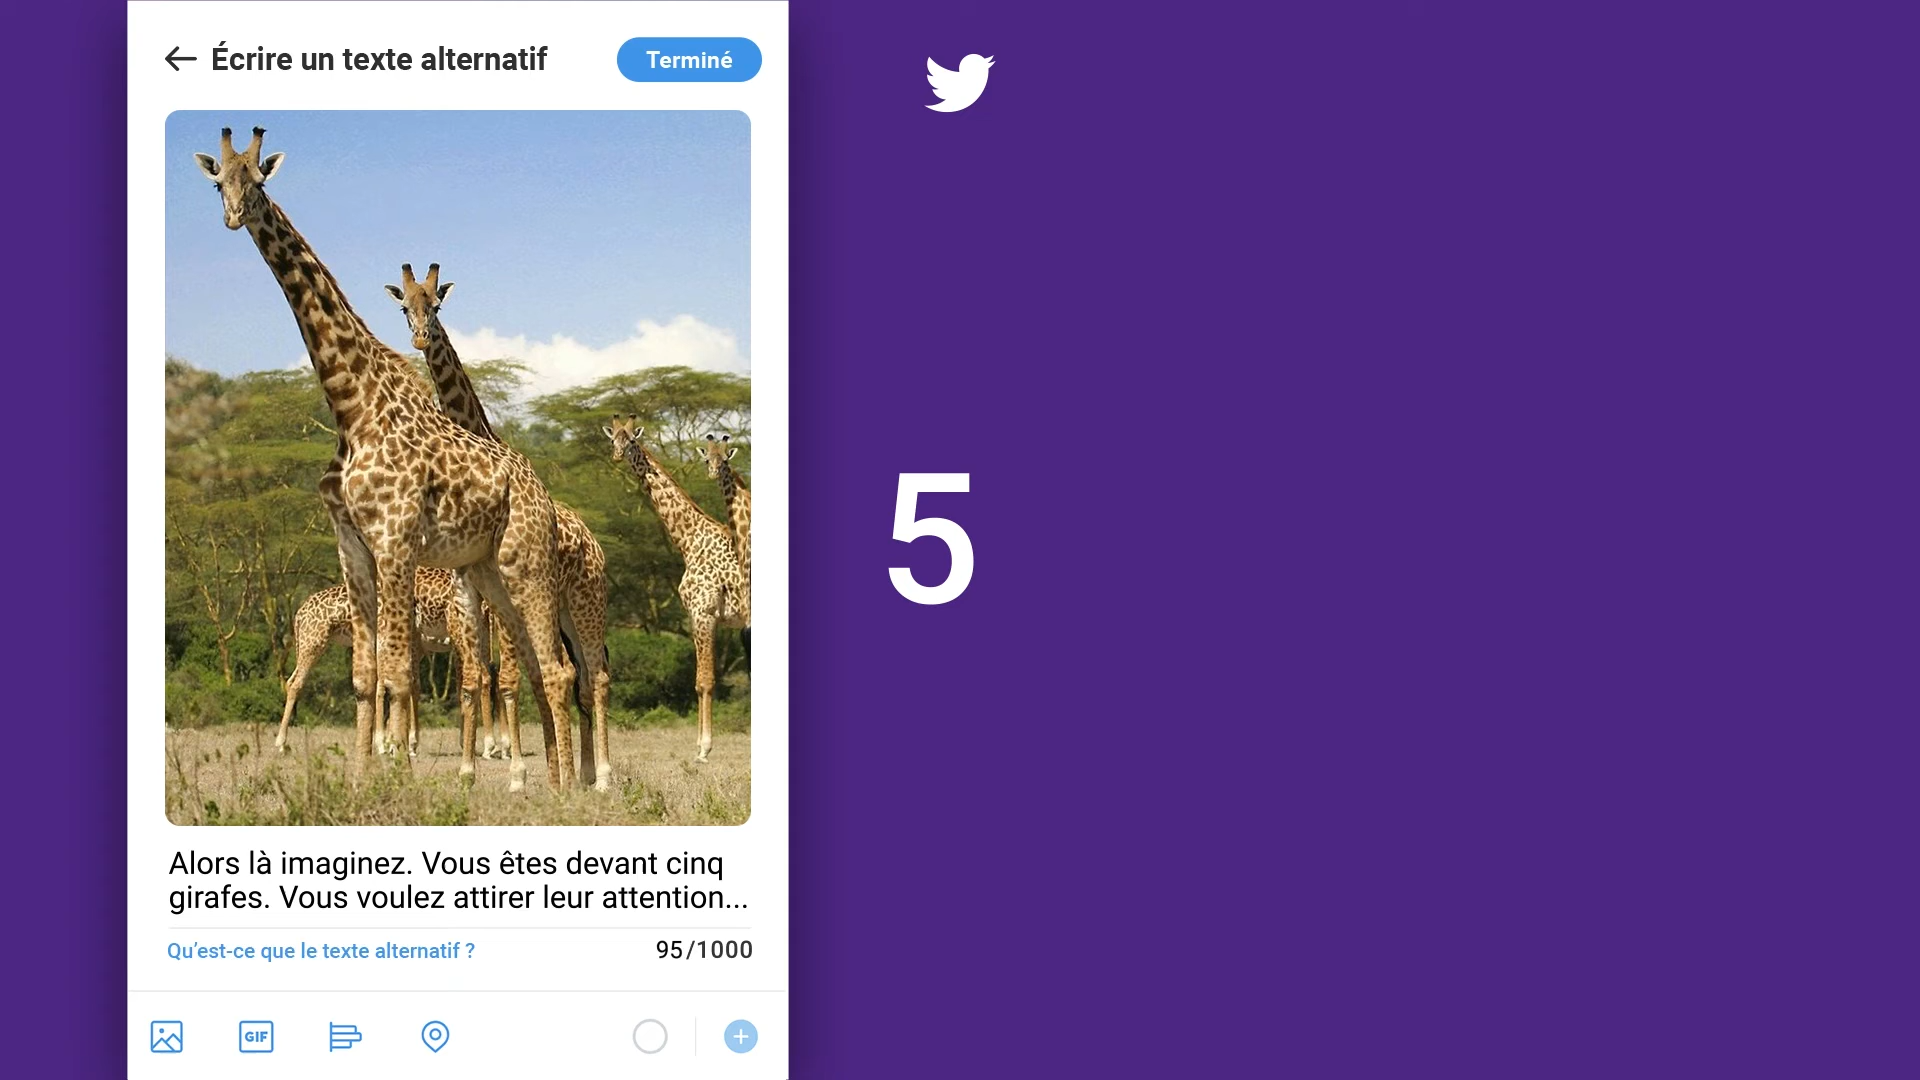 Écrire un texte alternatif
Terminé
Alors là imaginez. Vous êtes devant cinq
girafes. Vous voulez attirer leur attention...
Qu’est-ce que le texte alternatif ?
95/1000
GIF
5